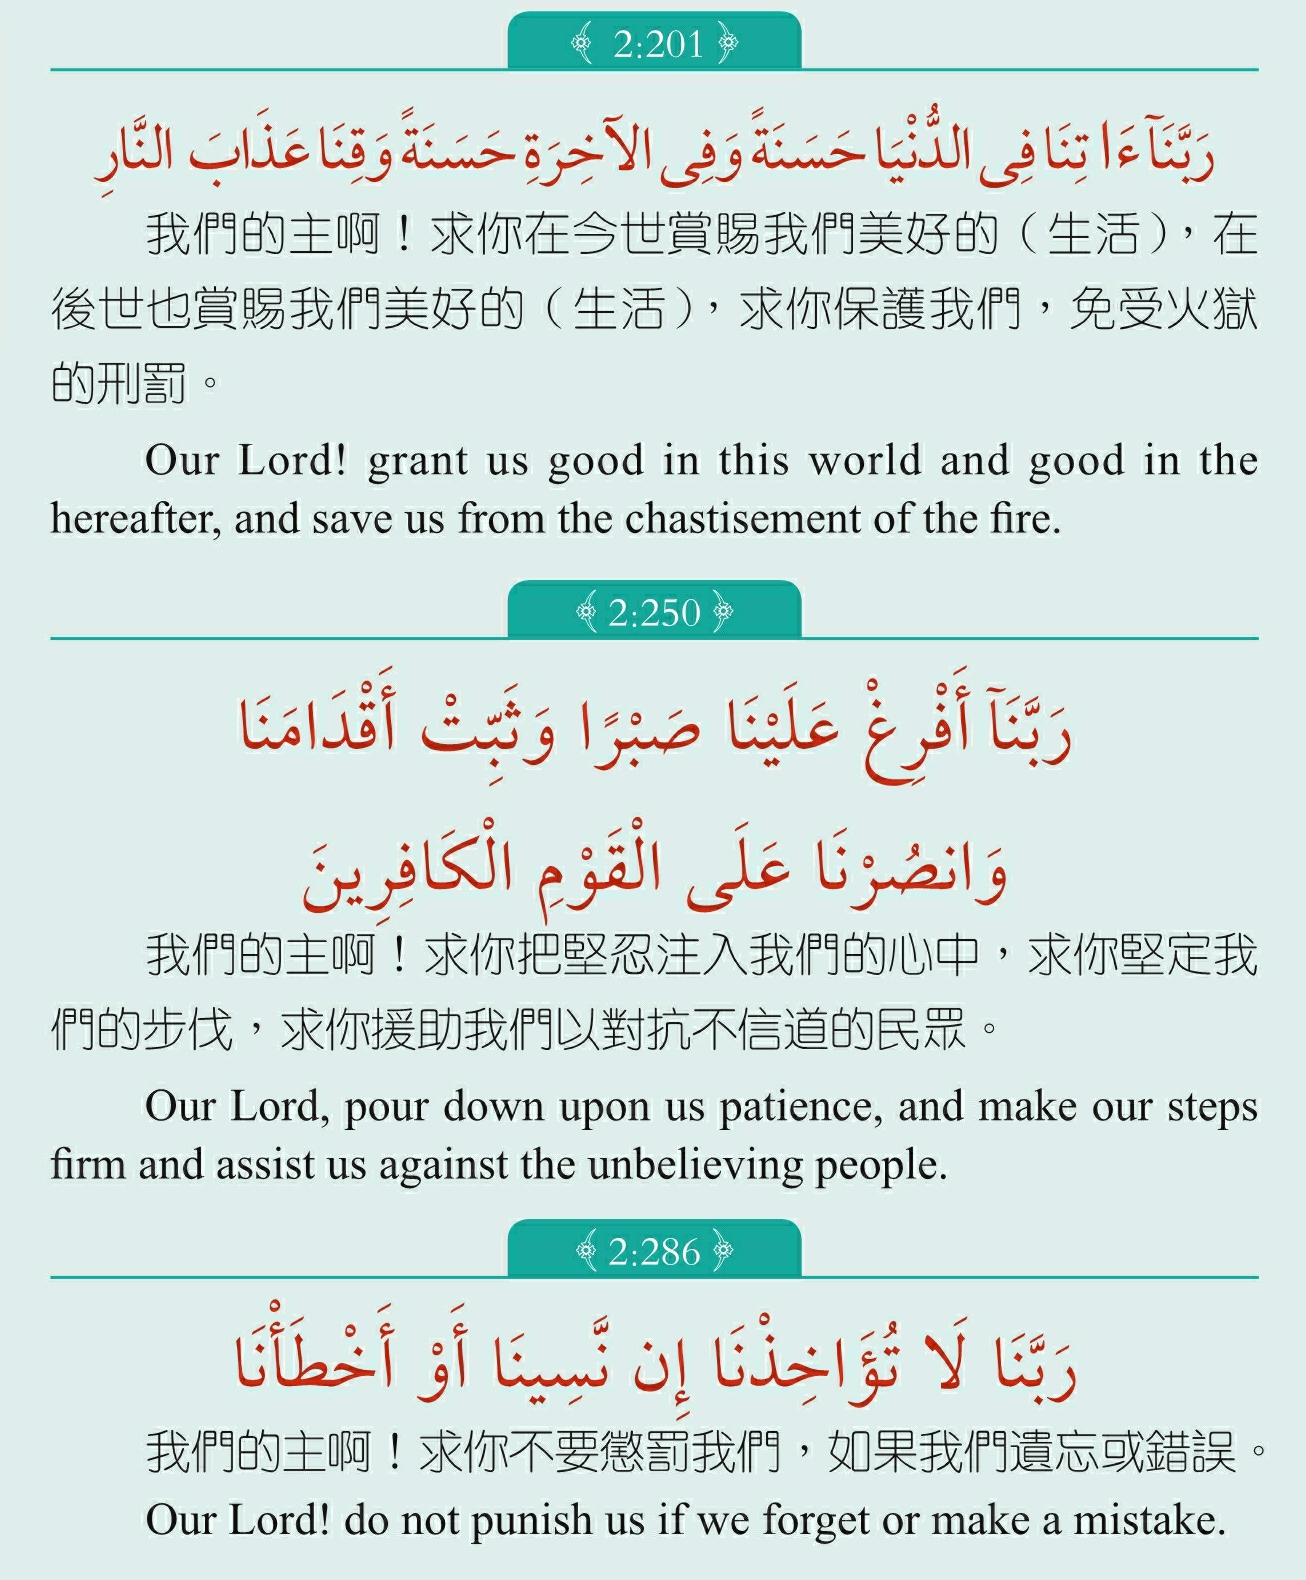 2:201
رَبَّنَآ ءَاتِنَا فِى الدُّنْيَا حَسَنَةً وَفِى الآخِرَةِ حَسَنَةً وَقِنَا عَذَابَ النَّارِ
我們的主啊！求你在今世賞賜我們美好的（生活），在
後世也賞賜我們美好的（生活），求你保護我們，免受火獄
的刑罰。
Our Lord! grant us good in this world and good in the
hereafter, and save us from the chastisement of the fire.
2:250
رَبَّنَآ أَفْرِغْ عَلَيْنَا صَبْرًا وَثَبِّتْ أَقْدَامَنَا
وَانصُرْنَا عَلَى الْقَوْمِ الْكَافِرِينَ
我們的主啊！求你把堅忍注入我們的心中，求你堅定我
們的步伐，求你援助我們以對抗不信道的民眾。
Our Lord, pour down upon us patience, and make our steps
firm and assist us against the unbelieving people.
2:286
رَبَّنَا لَا تُؤَاخِذْنَا إِن نَّسِينَا أَوْ أَخْطَأْنَا
我們的主啊！求你不要懲罰我們，如果我們遺忘或錯誤。
Our Lord! do not punish us if we forget or make a mistake.